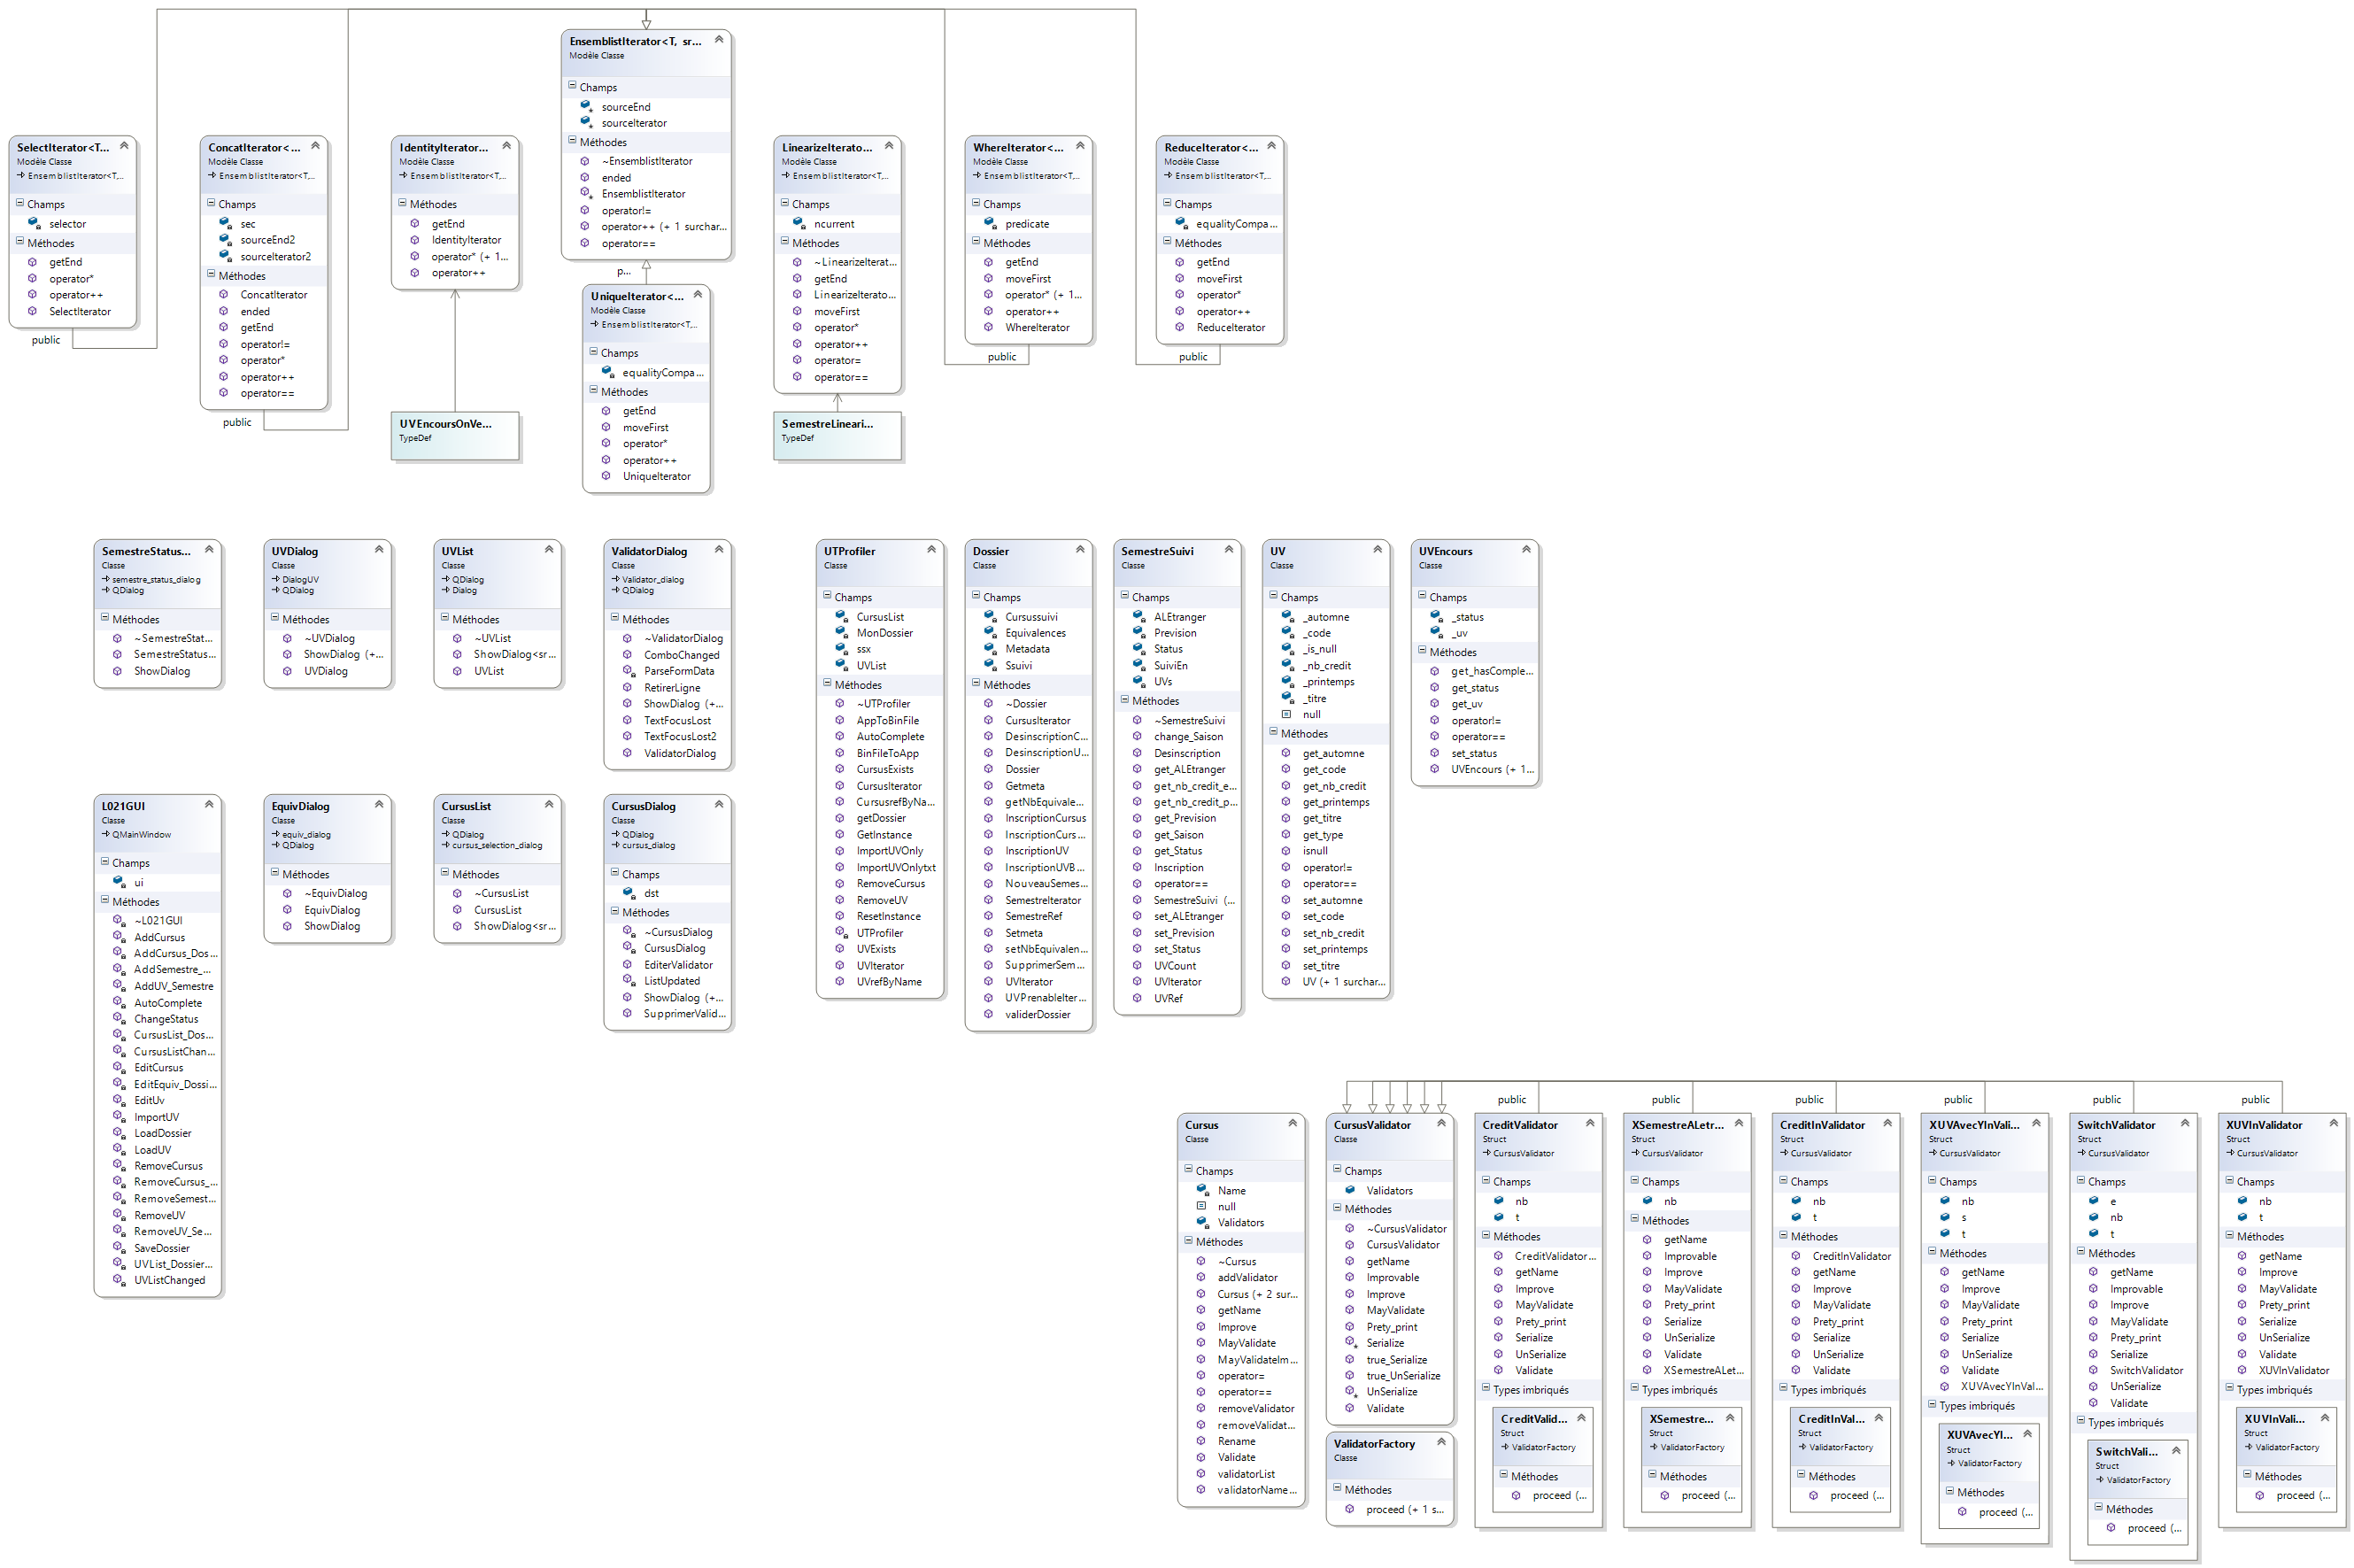 EnsemblistIterator<T, sr...
Modèle Classe
Champs
sourceEnd
sourceIterator
Méthodes
~EnsemblistIterator
ended
EnsemblistIterator
operator!=
operator++ (+ 1 surchar...
operator==
SelectIterator<T...
Modèle Classe
EnsemblistIterator<T,...
Champs
selector
Méthodes
getEnd
operator*
operator++
SelectIterator
public
ConcatIterator<...
Modèle Classe
EnsemblistIterator<T,...
Champs
sec
sourceEnd2
sourceIterator2
Méthodes
ConcatIterator
ended
getEnd
operator!=
operator*
operator++
operator==
public
IdentityIterator...
Modèle Classe
EnsemblistIterator<T,...
Méthodes
getEnd
IdentityIterator
operator* (+ 1...
operator++
UVEncoursOnVe...
TypeDef
p...
UniqueIterator<...
Modèle Classe
EnsemblistIterator<T,...
Champs
equalityCompa...
Méthodes
getEnd
moveFirst
operator*
operator++
UniqueIterator
LinearizeIterato...
Modèle Classe
EnsemblistIterator<T,...
Champs
ncurrent
Méthodes
~LinearizeIterat...
getEnd
LinearizeIterato...
moveFirst
operator*
operator++
operator=
operator==
SemestreLineari...
TypeDef
WhereIterator<...
Modèle Classe
EnsemblistIterator<T,...
Champs
predicate
Méthodes
getEnd
moveFirst
operator* (+ 1...
operator++
WhereIterator
public
ReduceIterator<...
Modèle Classe
EnsemblistIterator<T,...
Champs
equalityCompa...
Méthodes
getEnd
moveFirst
operator*
operator++
ReduceIterator
public
SemestreStatus...
Classe
semestre_status_dialog
QDialog
Méthodes
~SemestreStat...
SemestreStatus...
ShowDialog
UVDialog
Classe
DialogUV
QDialog
Méthodes
~UVDialog
ShowDialog (+...
UVDialog
UVList
Classe
QDialog
Dialog
Méthodes
~UVList
ShowDialog<sr...
UVList
ValidatorDialog
Classe
Validator_dialog
QDialog
Méthodes
~ValidatorDialog
ComboChanged
ParseFormData
RetirerLigne
ShowDialog (+...
TextFocusLost
TextFocusLost2
ValidatorDialog
UTProfiler
Classe
Champs
CursusList
MonDossier
ssx
UVList
Méthodes
~UTProfiler
AppToBinFile
AutoComplete
BinFileToApp
CursusExists
CursusIterator
CursusrefByNa...
getDossier
GetInstance
ImportUVOnly
ImportUVOnlytxt
RemoveCursus
RemoveUV
ResetInstance
UTProfiler
UVExists
UVIterator
UVrefByName
Dossier
Classe
Champs
Cursussuivi
Equivalences
Metadata
Ssuivi
Méthodes
~Dossier
CursusIterator
DesinscriptionC...
DesinscriptionU...
Dossier
Getmeta
getNbEquivale...
InscriptionCursus
InscriptionCurs...
InscriptionUV
InscriptionUVB...
NouveauSemes...
SemestreIterator
SemestreRef
Setmeta
setNbEquivalen...
SupprimerSem...
UVIterator
UVPrenableIter...
validerDossier
SemestreSuivi
Classe
Champs
ALEtranger
Prevision
Status
SuiviEn
UVs
Méthodes
~SemestreSuivi
change_Saison
Desinscription
get_ALEtranger
get_nb_credit_e...
get_nb_credit_p...
get_Prevision
get_Saison
get_Status
Inscription
operator==
SemestreSuivi (...
set_ALEtranger
set_Prevision
set_Status
UVCount
UVIterator
UVRef
UV
Classe
Champs
_automne
_code
_is_null
_nb_credit
_printemps
_titre
null
Méthodes
get_automne
get_code
get_nb_credit
get_printemps
get_titre
get_type
isnull
operator!=
operator==
set_automne
set_code
set_nb_credit
set_printemps
set_titre
UV (+ 1 surchar...
UVEncours
Classe
Champs
_status
_uv
Méthodes
get_hasComple...
get_status
get_uv
operator!=
operator==
set_status
UVEncours (+ 1...
LO21GUI
Classe
QMainWindow
Champs
ui
Méthodes
~LO21GUI
AddCursus
AddCursus_Dos...
AddSemestre_...
AddUV_Semestre
AutoComplete
ChangeStatus
CursusList_Dos...
CursusListChan...
EditCursus
EditEquiv_Dossi...
EditUv
ImportUV
LoadDossier
LoadUV
RemoveCursus
RemoveCursus_...
RemoveSemest...
RemoveUV
RemoveUV_Se...
SaveDossier
UVList_Dossier...
UVListChanged
EquivDialog
Classe
equiv_dialog
QDialog
Méthodes
~EquivDialog
EquivDialog
ShowDialog
CursusList
Classe
QDialog
cursus_selection_dialog
Méthodes
~CursusList
CursusList
ShowDialog<sr...
CursusDialog
Classe
QDialog
cursus_dialog
Champs
dst
Méthodes
~CursusDialog
CursusDialog
EditerValidator
ListUpdated
ShowDialog (+...
SupprimerValid...
Cursus
Classe
Champs
Name
null
Validators
Méthodes
~Cursus
addValidator
Cursus (+ 2 sur...
getName
Improve
MayValidate
MayValidateIm...
operator=
operator==
removeValidator
removeValidat...
Rename
Validate
validatorList
validatorName...
CursusValidator
Classe
Champs
Validators
Méthodes
~CursusValidator
CursusValidator
getName
Improvable
Improve
MayValidate
Prety_print
Serialize
true_Serialize
true_UnSerialize
UnSerialize
Validate
ValidatorFactory
Classe
Méthodes
proceed (+ 1 s...
public
CreditValidator
Struct
CursusValidator
Champs
nb
t
Méthodes
CreditValidator...
getName
Improve
MayValidate
Prety_print
Serialize
UnSerialize
Validate
Types imbriqués
CreditValid...
Struct
ValidatorFactory
Méthodes
proceed (...
public
XSemestreALetr...
Struct
CursusValidator
Champs
nb
Méthodes
getName
Improvable
Improve
MayValidate
Prety_print
Serialize
UnSerialize
Validate
XSemestreALet...
Types imbriqués
XSemestre...
Struct
ValidatorFactory
Méthodes
proceed (...
public
CreditInValidator
Struct
CursusValidator
Champs
nb
t
Méthodes
CreditInValidator
getName
Improve
MayValidate
Prety_print
Serialize
UnSerialize
Validate
Types imbriqués
CreditInVal...
Struct
ValidatorFactory
Méthodes
proceed (...
public
XUVAvecYInVali...
Struct
CursusValidator
Champs
nb
s
t
Méthodes
getName
Improve
MayValidate
Prety_print
Serialize
UnSerialize
Validate
XUVAvecYInVal...
Types imbriqués
XUVAvecYI...
Struct
ValidatorFactory
Méthodes
proceed (...
public
SwitchValidator
Struct
CursusValidator
Champs
e
nb
t
Méthodes
getName
Improvable
Improve
MayValidate
Prety_print
Serialize
SwitchValidator
UnSerialize
Validate
Types imbriqués
SwitchVali...
Struct
ValidatorFactory
Méthodes
proceed (...
public
XUVInValidator
Struct
CursusValidator
Champs
nb
t
Méthodes
getName
Improve
MayValidate
Prety_print
Serialize
UnSerialize
Validate
XUVInValidator
Types imbriqués
XUVInVali...
Struct
ValidatorFactory
Méthodes
proceed (...